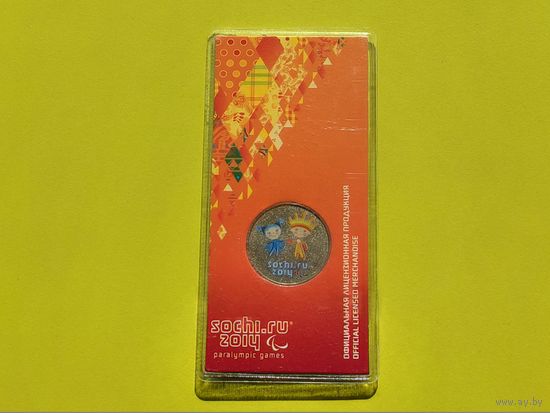 sochi.ru
2014
sochi.ru
2014
paralympic games
ОФИЦИАЛЬНАЯ ЛИЦЕНЗИОННАЯ ПРОДУКЦИЯ
OFFICIAL LICENSED MERCHANDISE
www.ay.by